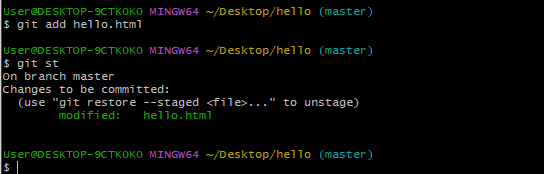 User@DESKTOP-9CTKOKO MINGW64 ~/Desktop/hello (master)
$ git add hello.html
User@DESKTOP-9CTKOKO MINGW64 ~/Desktop/hello (master)
$ git st
On branch master
Changes to be committed:
  (use "git restore --staged <file>..." to unstage)
        modified:   hello.html
User@DESKTOP-9CTKOKO MINGW64 ~/Desktop/hello (master)
$